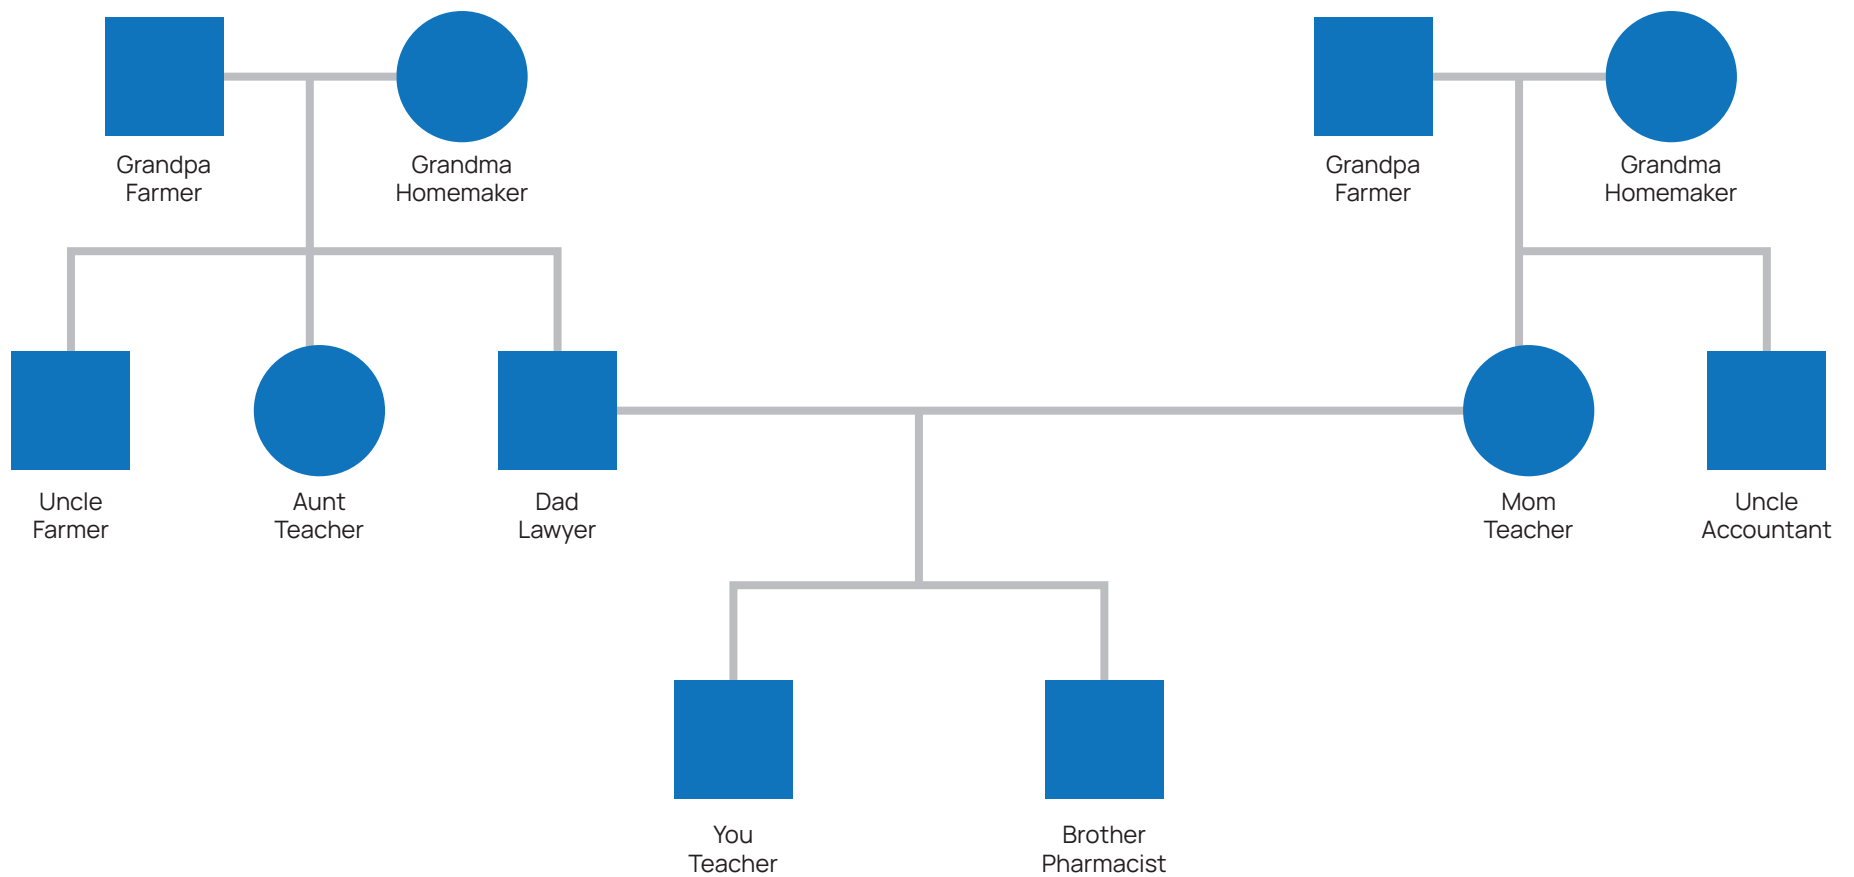 Grandpa
Farmer
Grandma
Homemaker
Grandpa
Farmer
Grandma
Homemaker
Uncle
Farmer
Aunt
Teacher
Dad
Lawyer
Mom
Teacher
Uncle
Accountant
You
Teacher
Brother
Pharmacist